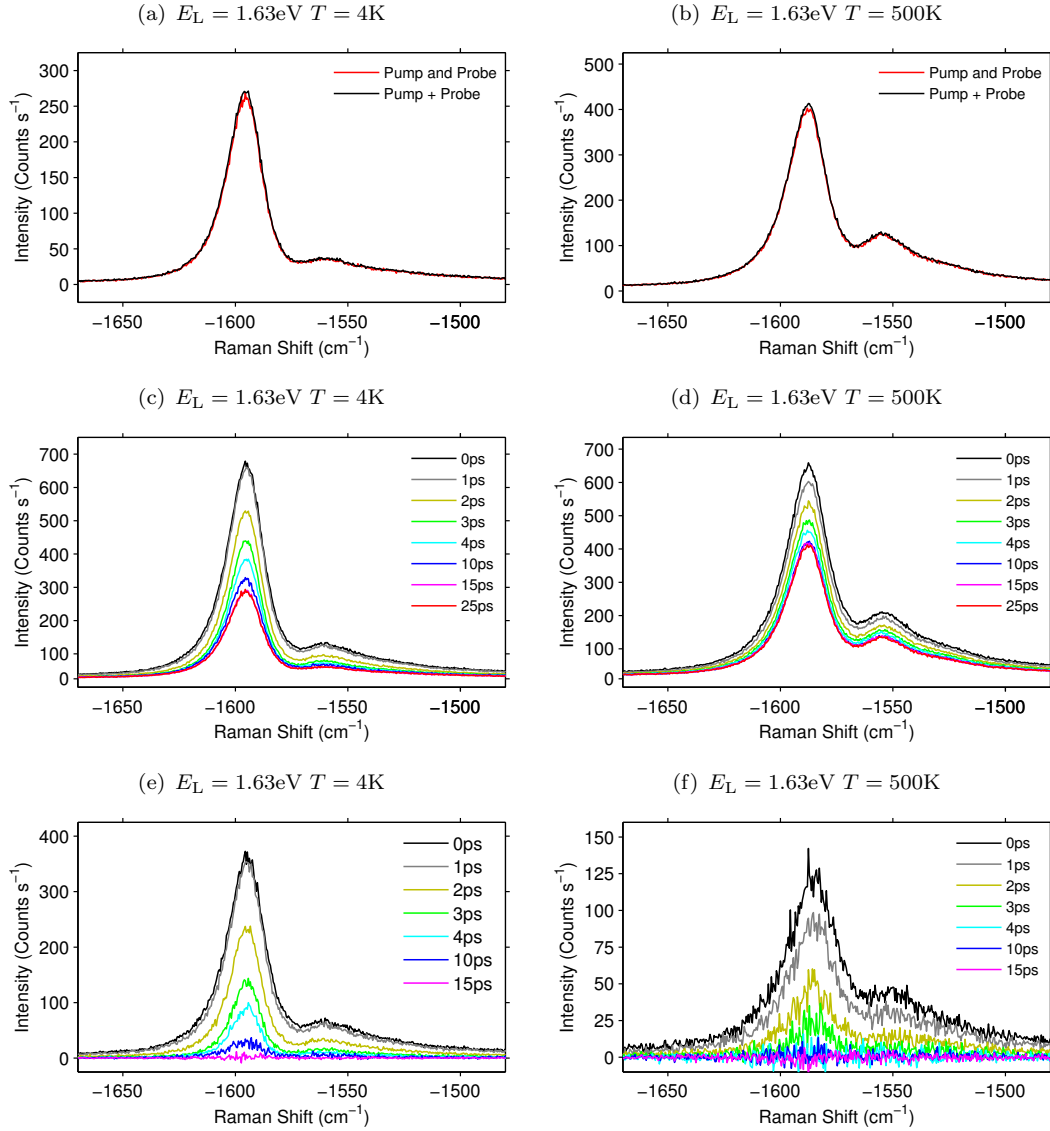 (a) E_L = 1.63eV T = 4K
Intensity (Counts s⁻¹)
300
250
200
150
100
50
0
Pump and Probe
Pump + Probe
−1650 −1600 −1550 −1500
Raman Shift (cm⁻¹)
(b) E_L = 1.63eV T = 500K
Intensity (Counts s⁻¹)
500
400
300
200
100
0
Pump and Probe
Pump + Probe
−1650 −1600 −1550 −1500
Raman Shift (cm⁻¹)
(c) E_L = 1.63eV T = 4K
Intensity (Counts s⁻¹)
700
600
500
400
300
200
100
0
0ps
1ps
2ps
3ps
4ps
10ps
15ps
25ps
−1650 −1600 −1550 −1500
Raman Shift (cm⁻¹)
(d) E_L = 1.63eV T = 500K
Intensity (Counts s⁻¹)
700
600
500
400
300
200
100
0
0ps
1ps
2ps
3ps
4ps
10ps
15ps
25ps
−1650 −1600 −1550 −1500
Raman Shift (cm⁻¹)
(e) E_L = 1.63eV T = 4K
Intensity (Counts s⁻¹)
400
300
200
100
0
0ps
1ps
2ps
3ps
4ps
10ps
15ps
−1650 −1600 −1550 −1500
Raman Shift (cm⁻¹)
(f) E_L = 1.63eV T = 500K
Intensity (Counts s⁻¹)
150
125
100
75
50
25
0
0ps
1ps
2ps
3ps
4ps
10ps
15ps
−1650 −1600 −1550 −1500
Raman Shift (cm⁻¹)